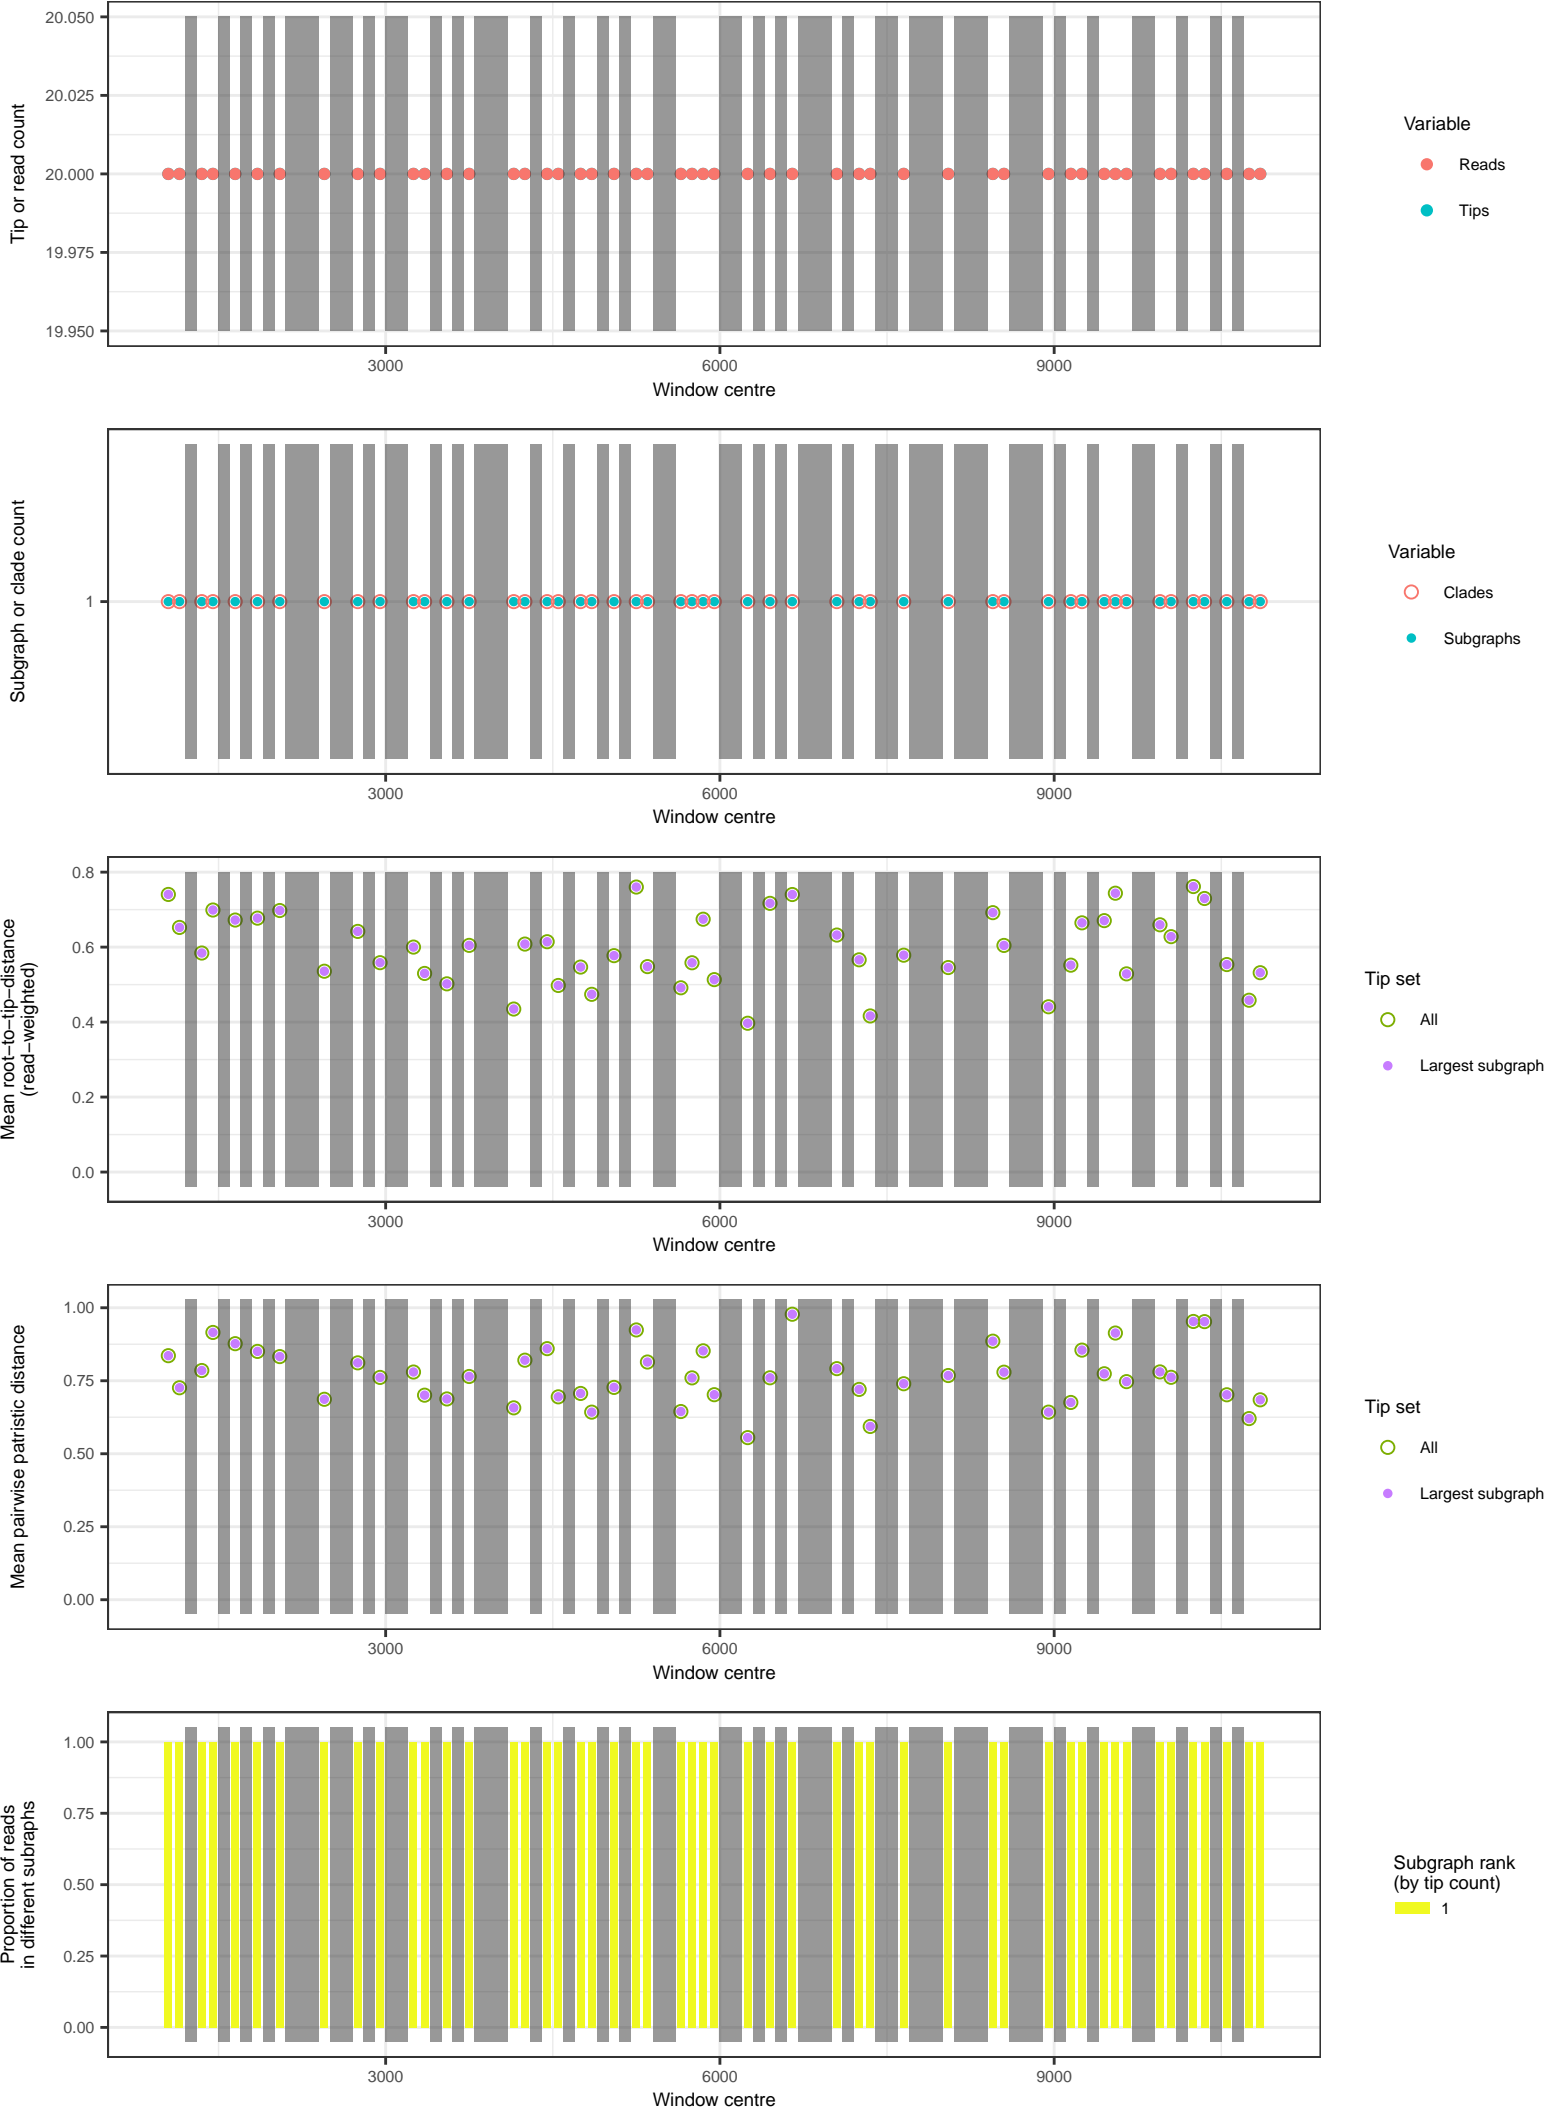 20.050
20.025
20.000
19.975
19.950
Tip or read count
3000 6000 9000
Window centre
Variable
Reads
Tips
1
Subgraph or clade count
3000 6000 9000
Window centre
Variable
Clades
Subgraphs
0.8
0.6
0.4
0.2
0.0
Mean root−to−tip−distance
(read−weighted)
3000 6000 9000
Window centre
Tip set
All
Largest subgraph
1.00
0.75
0.50
0.25
0.00
Mean pairwise patristic distance
3000 6000 9000
Window centre
Tip set
All
Largest subgraph
1.00
0.75
0.50
0.25
0.00
Proportion of reads
in different subraphs
3000 6000 9000
Window centre
Subgraph rank
(by tip count)
1